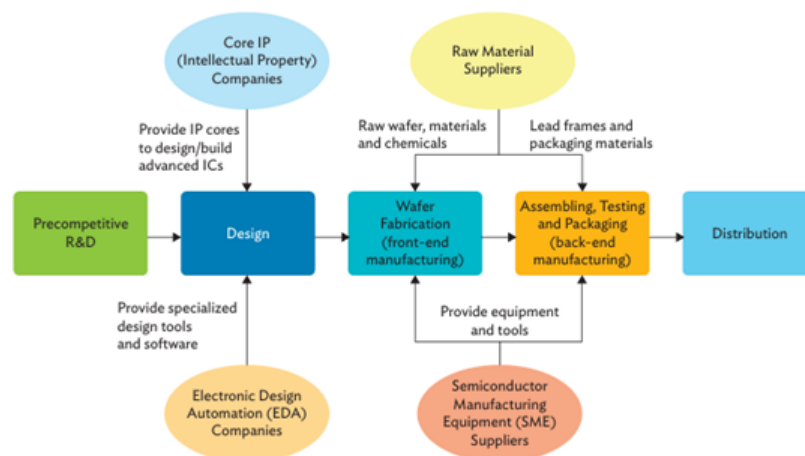 Core IP
(Intellectual Property)
Companies
Raw Material
Suppliers
Provide IP cores
to design/build
advanced ICs
Raw wafer, materials
and chemicals
Lead frames and
packaging materials
Precompetitive
R&D
Design
Wafer
Fabrication
(front-end
manufacturing)
Assembling, Testing
and Packaging
(back-end
manufacturing)
Distribution
Provide specialized
design tools
and software
Provide equipment
and tools
Electronic Design
Automation (EDA)
Companies
Semiconductor
Manufacturing
Equipment (SME)
Suppliers